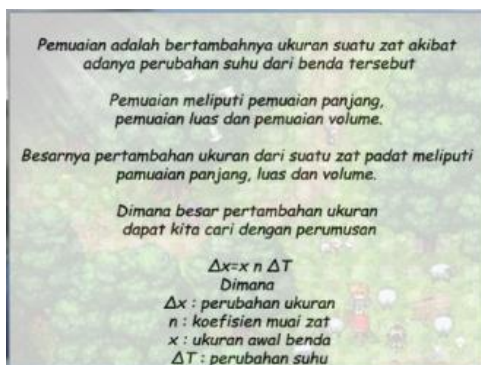 Pemuaian adalah bertambahnya ukuran suatu zat akibat
adanya perubahan suhu dari benda tersebut
Pemuaian meliputi pemuaian panjang,
pemuaian luas dan pemuaian volume.
Besarnya pertambahan ukuran dari suatu zat padat meliputi
pamuaian panjang, luas dan volume.
Dimana besar pertambahan ukuran
dapat kita cari dengan perumusan
Δx=x n ΔT
Dimana
Δx : perubahan ukuran
n : koefisien muai zat
x : ukuran awal benda
ΔT : perubahan suhu